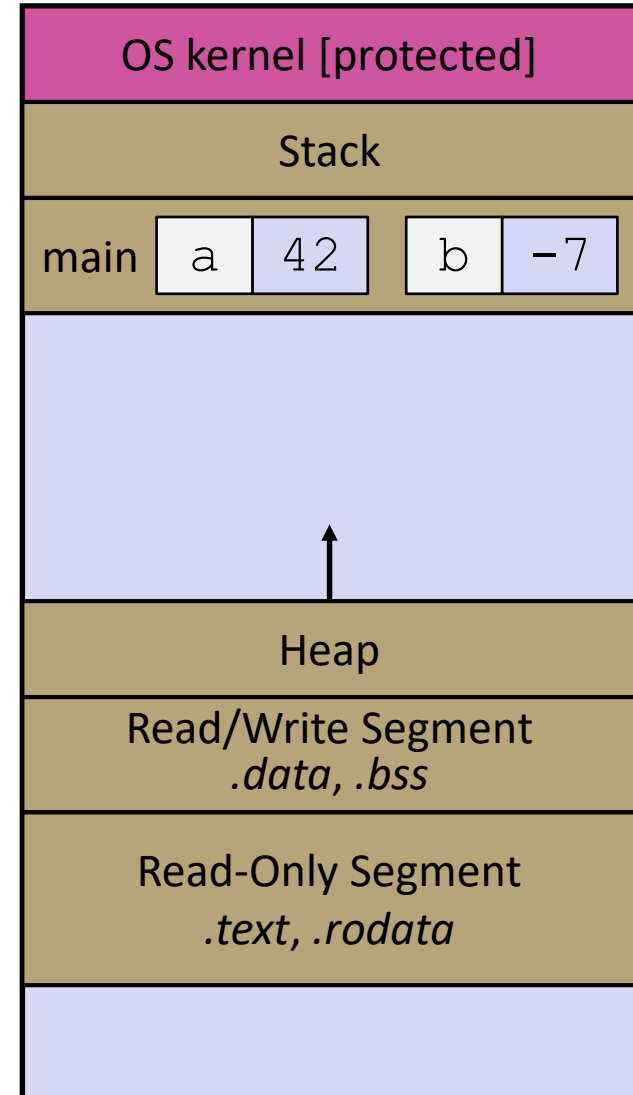 OS kernel [protected]
Stack
main a 42 b -7
Heap
Read/Write Segment
.data, .bss
Read-Only Segment
.text, .rodata